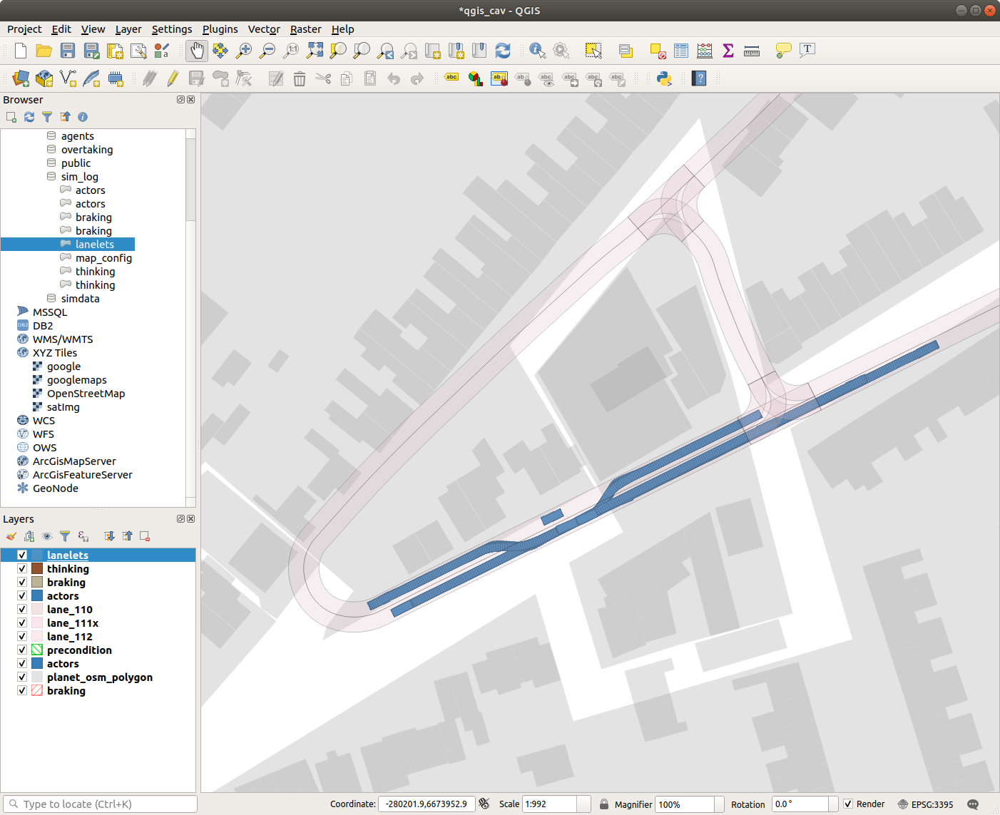 *qgis_cav - QGIS
Project Edit View Layer Settings Plugins Vector Raster Help
Browser
agents
overtaking
public
sim_log
actors
actors
braking
braking
lanelets
map_config
thinking
thinking
simdata
MSSQL
DB2
WMS/WMTS
XYZ Tiles
google
googlemaps
OpenStreetMap
satImg
WCS
WFS
OWS
ArcGisMapServer
ArcGisFeatureServer
GeoNode
Layers
lanelets
thinking
braking
actors
lane_110
lane_111x
lane_112
precondition
actors
planet_osm_polygon
braking
Type to locate (Ctrl+K) Coordinate: -280201.9,6673952.9 Scale 1:992 Magnifier 100% Rotation 0.0 ° Render EPSG:3395